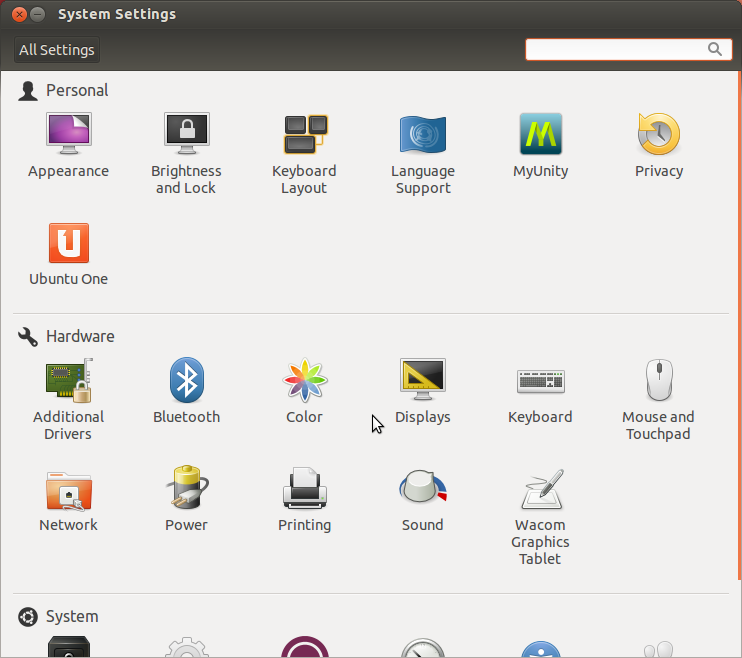 System Settings
All Settings
Personal
Appearance
Brightness
and Lock
Keyboard
Layout
Language
Support
MyUnity
Privacy
Ubuntu One
Hardware
Additional
Drivers
Bluetooth
Color
Displays
Keyboard
Mouse and
Touchpad
Network
Power
Printing
Sound
Wacom
Graphics
Tablet
System